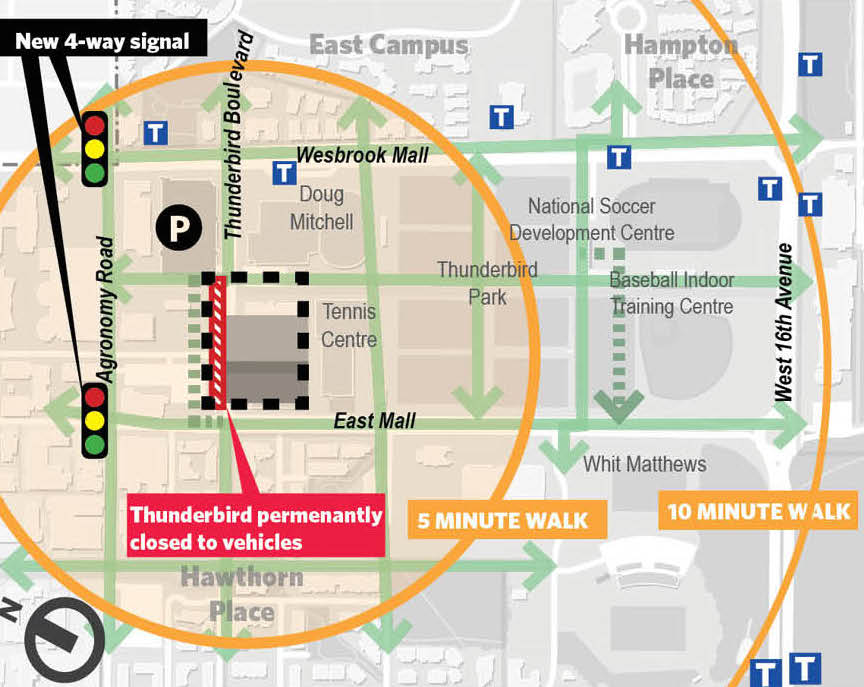 New 4-way signal
East Campus
Hampton
Place
Thunderbird Boulevard
T
T
T
Wesbrook Mall
T
T
T
T
Doug
Mitchell
P
National Soccer
Development Centre
Agronomy Road
Thunderbird
Park
Baseball Indoor
Training Centre
West 16th Avenue
Tennis
Centre
East Mall
Whit Matthews
Thunderbird permenantly
closed to vehicles
5 MINUTE WALK
10 MINUTE WALK
Hawthorn
Place
N
T
T